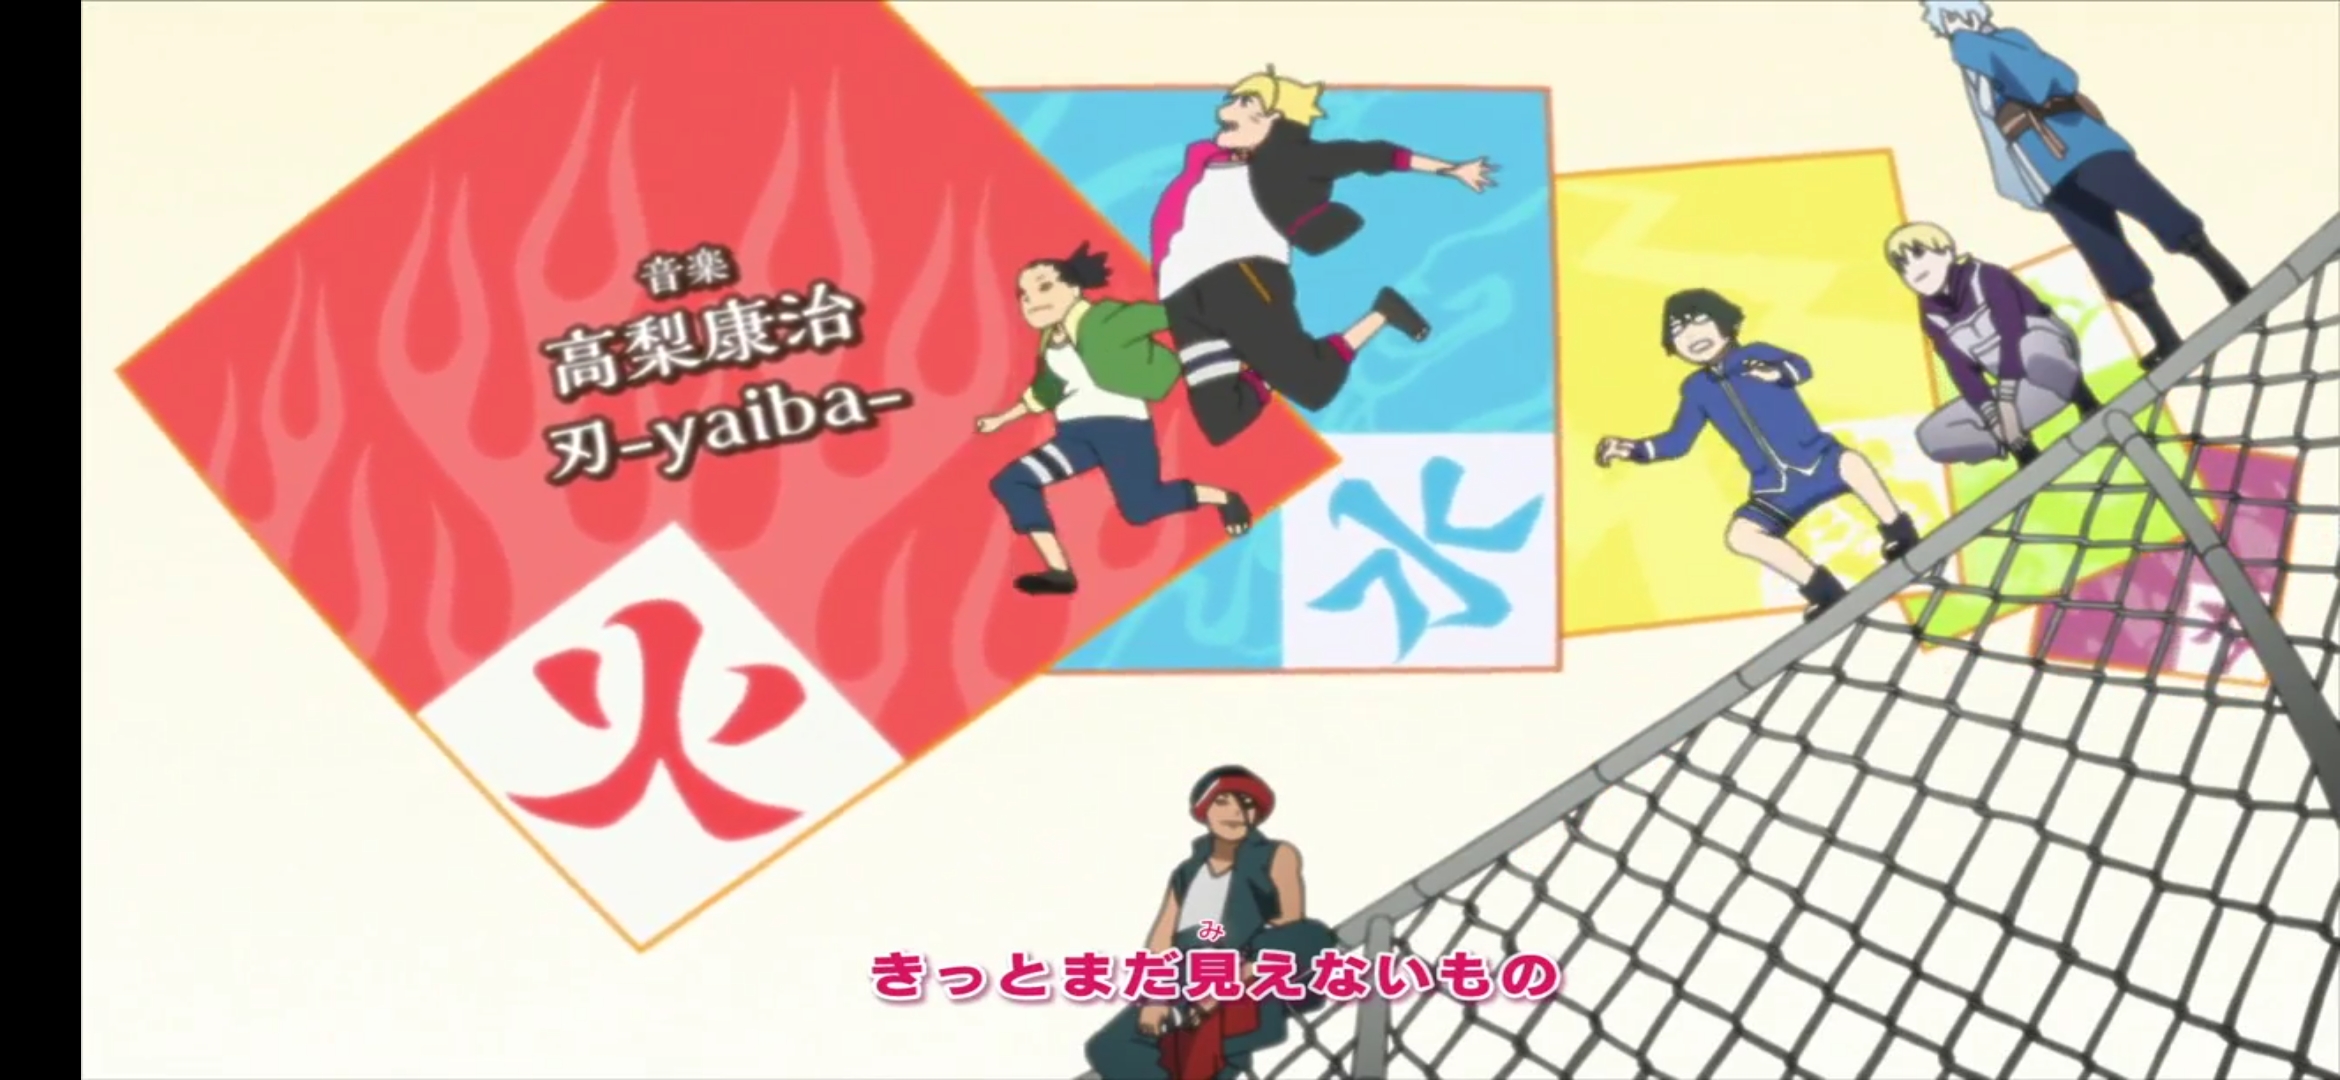 音楽
高梨康治
刃-yaiba-
火
水
み
きっとまだ見えないもの